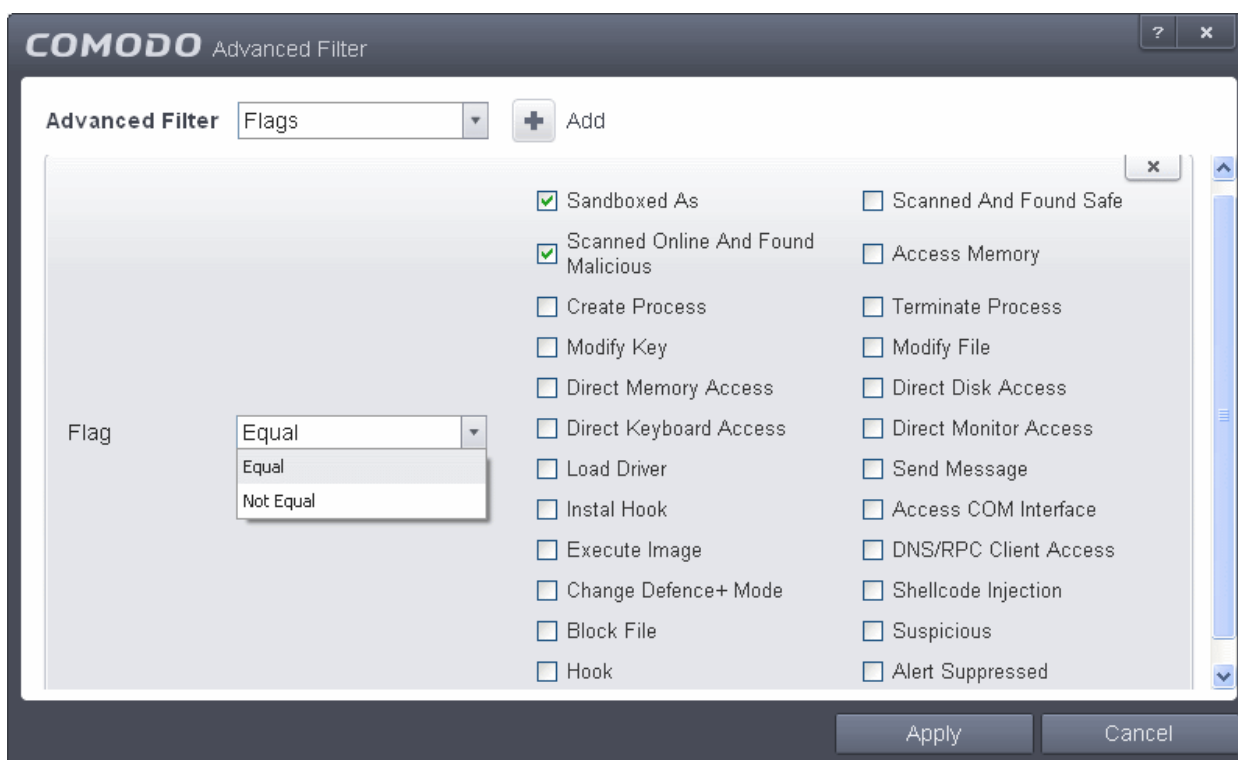 COMODO Advanced Filter
? x
Advanced Filter Flags + Add
x
Sandboxed As Scanned And Found Safe
Scanned Online And Found
Malicious
Access Memory
Create Process Terminate Process
Modify Key Modify File
Direct Memory Access Direct Disk Access
Flag Equal
Equal
Not Equal
Direct Keyboard Access Direct Monitor Access
Load Driver Send Message
Instal Hook Access COM Interface
Execute Image DNS/RPC Client Access
Change Defence+ Mode Shellcode Injection
Block File Suspicious
Hook Alert Suppressed
Apply Cancel